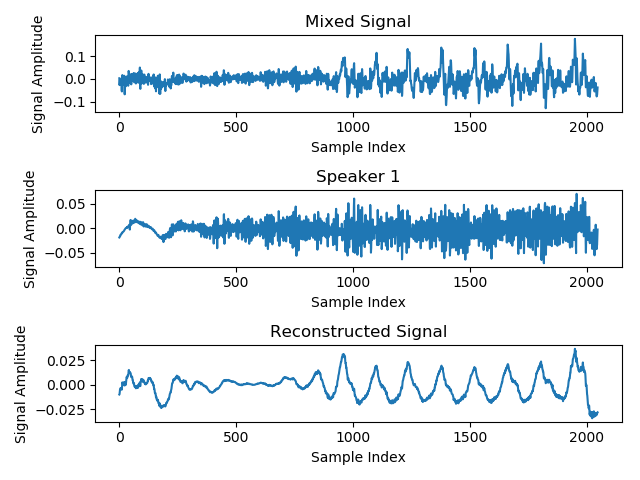 Mixed Signal
Signal Amplitude
0.1
0.0
−0.1
0 500 1000 1500 2000
Sample Index
Speaker 1
Signal Amplitude
0.05
0.00
−0.05
0 500 1000 1500 2000
Sample Index
Reconstructed Signal
Signal Amplitude
0.025
0.000
−0.025
0 500 1000 1500 2000
Sample Index